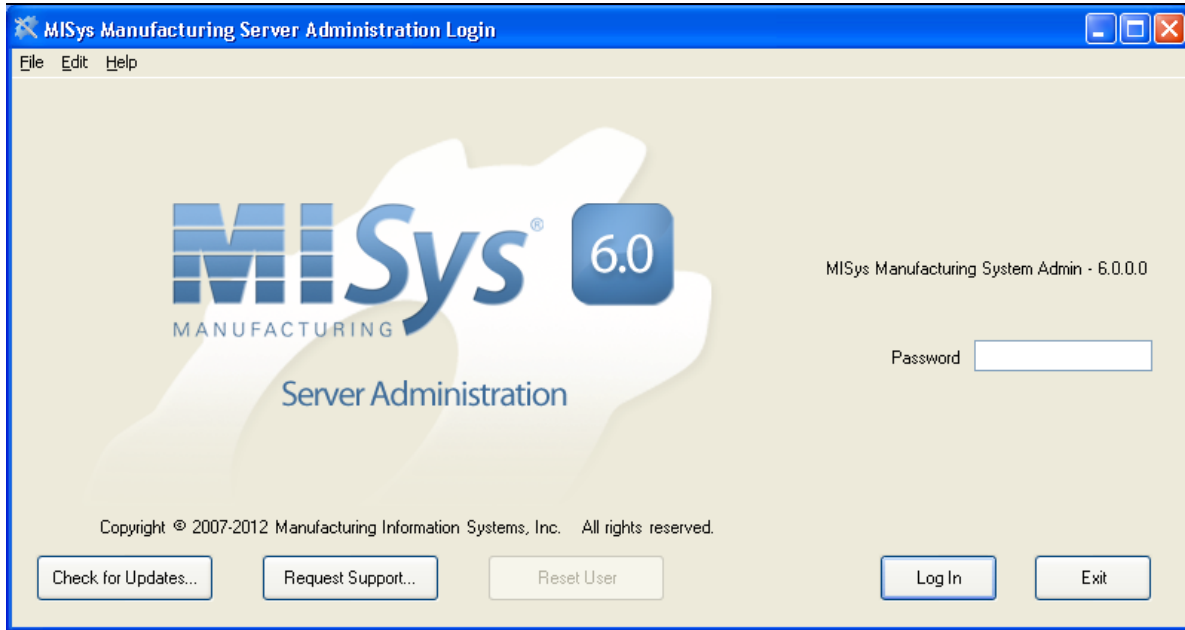 MISys Manufacturing Server Administration Login
File Edit Help
MISys® 6.0
MANUFACTURING
Server Administration
MISys Manufacturing System Admin - 6.0.0.0
Password
Copyright © 2007-2012 Manufacturing Information Systems, Inc. All rights reserved.
Check for Updates... Request Support... Reset User Log In Exit